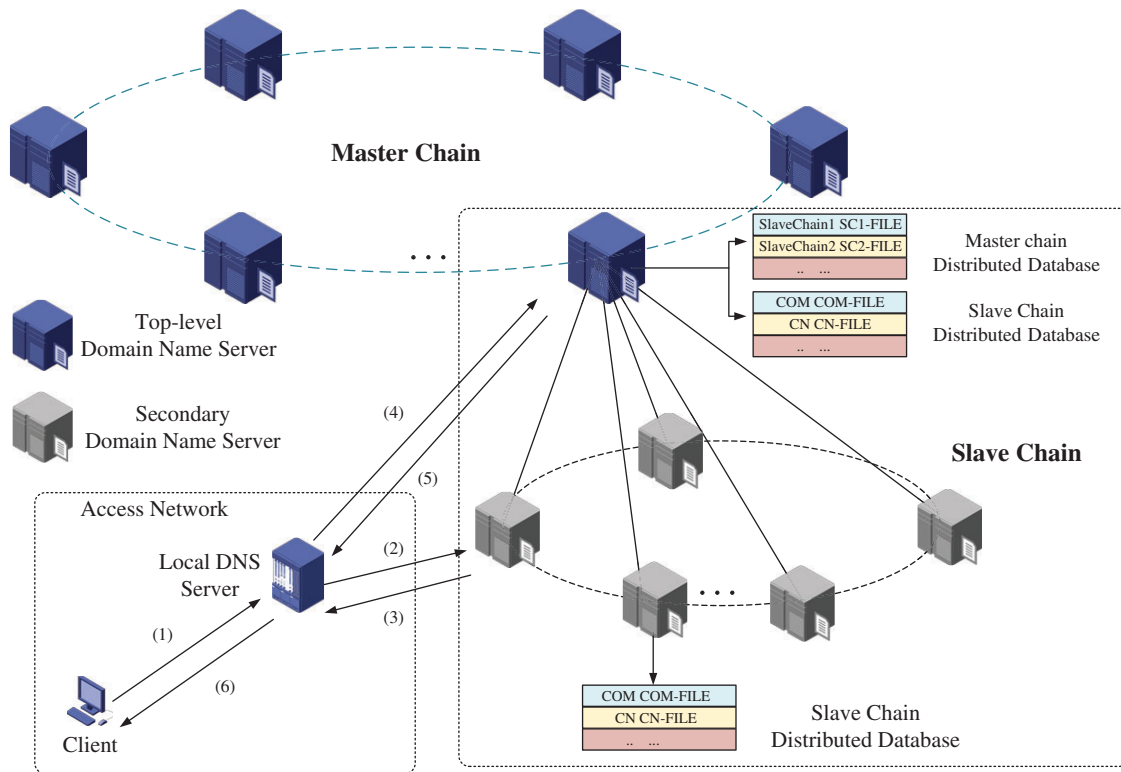 Master Chain
. . .
SlaveChain1 SC1-FILE
SlaveChain2 SC2-FILE
.. ...
Master chain
Distributed Database
COM COM-FILE
CN CN-FILE
.. ...
Slave Chain
Distributed Database
Top-level
Domain Name Server
Secondary
Domain Name Server
(4)
(5)
Slave Chain
Access Network
Local DNS
Server
(2)
(3)
. . .
(1)
(6)
Client
COM COM-FILE
CN CN-FILE
.. ...
Slave Chain
Distributed Database